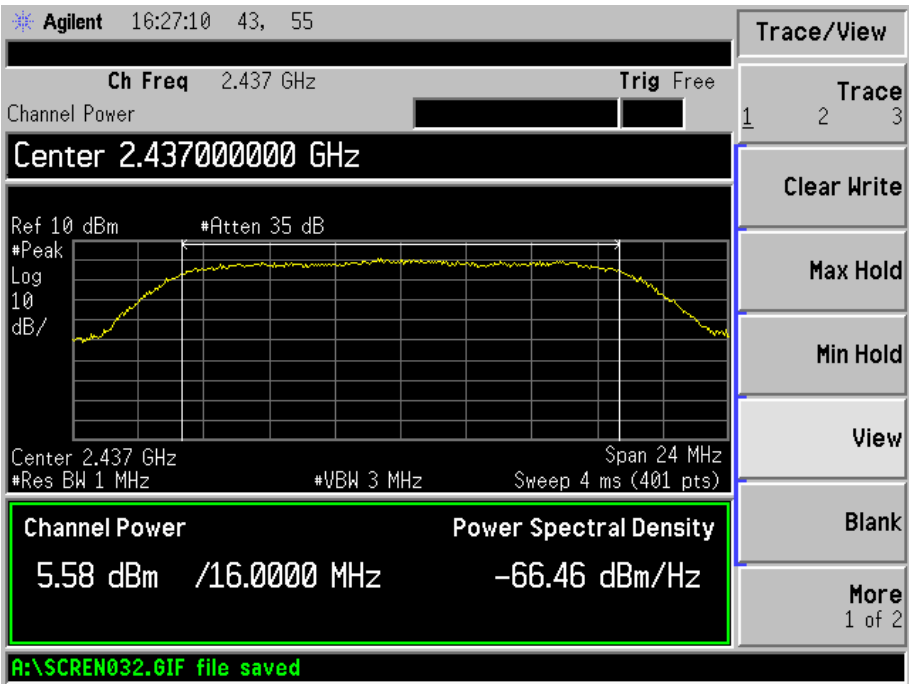 Agilent 16:27:10 43, 55
Trace/View
Ch Freq 2.437 GHz Trig Free
Channel Power
Trace
1 2 3
Center 2.437000000 GHz
Clear Write
Ref 10 dBm #Atten 35 dB
#Peak
Log
10
dB/
Max Hold
Min Hold
View
Center 2.437 GHz Span 24 MHz
#Res BW 1 MHz #VBW 3 MHz Sweep 4 ms (401 pts)
Channel Power Power Spectral Density
5.58 dBm /16.0000 MHz -66.46 dBm/Hz
Blank
More
1 of 2
A:\SCREN032.GIF file saved